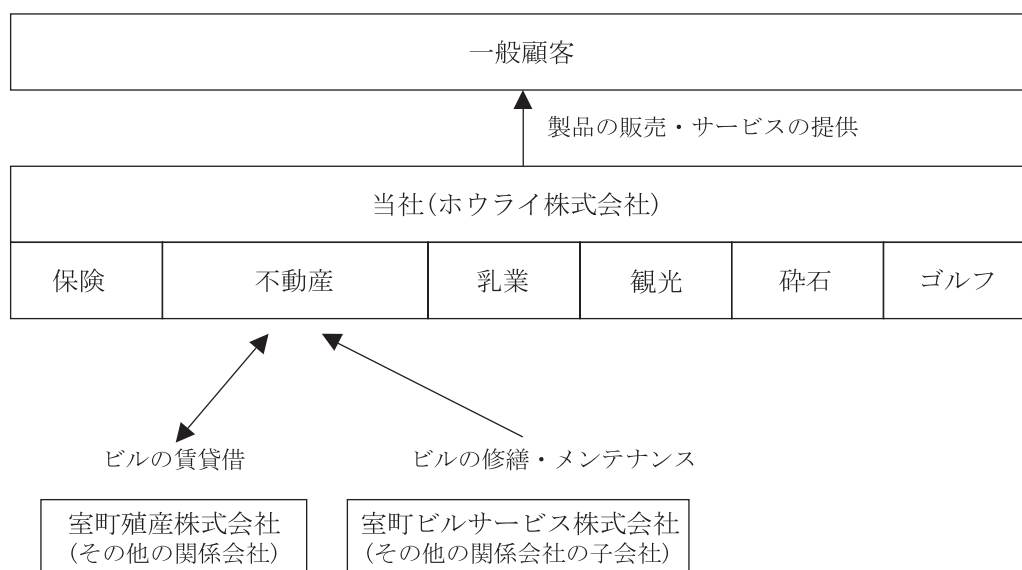 一般顧客
製品の販売・サービスの提供
当社(ホウライ株式会社)
保険
不動産
乳業
観光
砕石
ゴルフ
ビルの賃貸借
ビルの修繕・メンテナンス
室町殖産株式会社
(その他の関係会社)
室町ビルサービス株式会社
(その他の関係会社の子会社)